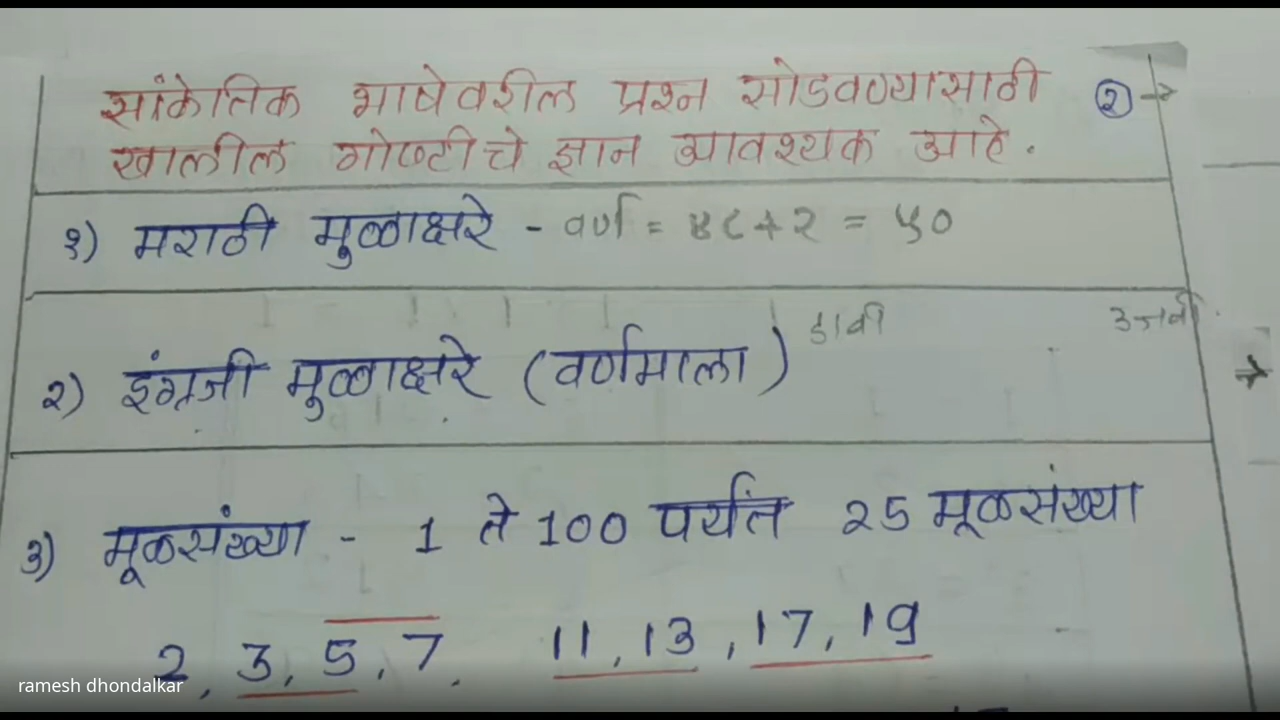 सांकेतिक भाषेवरील प्रश्न सोडवण्यासाठी
खालील गोष्टीचे ज्ञान आवश्यक आहे.
②→
१) मराठी मुळाक्षरे - वर्ण = ४८+२ = ५०
डावी उजवी
२) इंग्रजी मुळाक्षरे (वर्णमाला)
३) मूळसंख्या - 1 ते 100 पर्यंत 25 मूळसंख्या
2, 3, 5, 7, 11, 13, 17, 19
ramesh dhondalkar